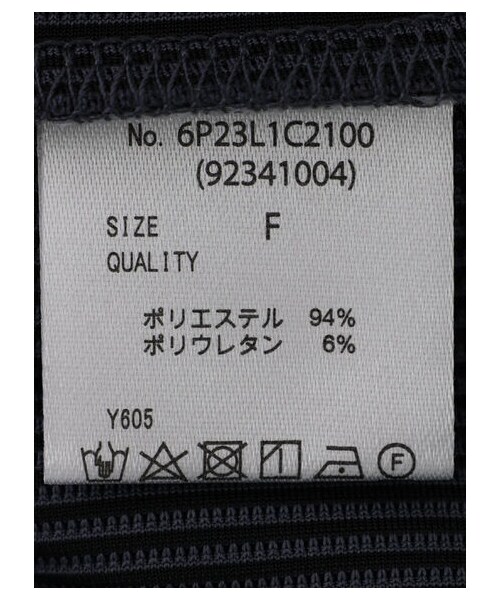 No. 6P23L1C2100
(92341004)
SIZE F
QUALITY
ポリエステル 94%
ポリウレタン 6%
Y605
F